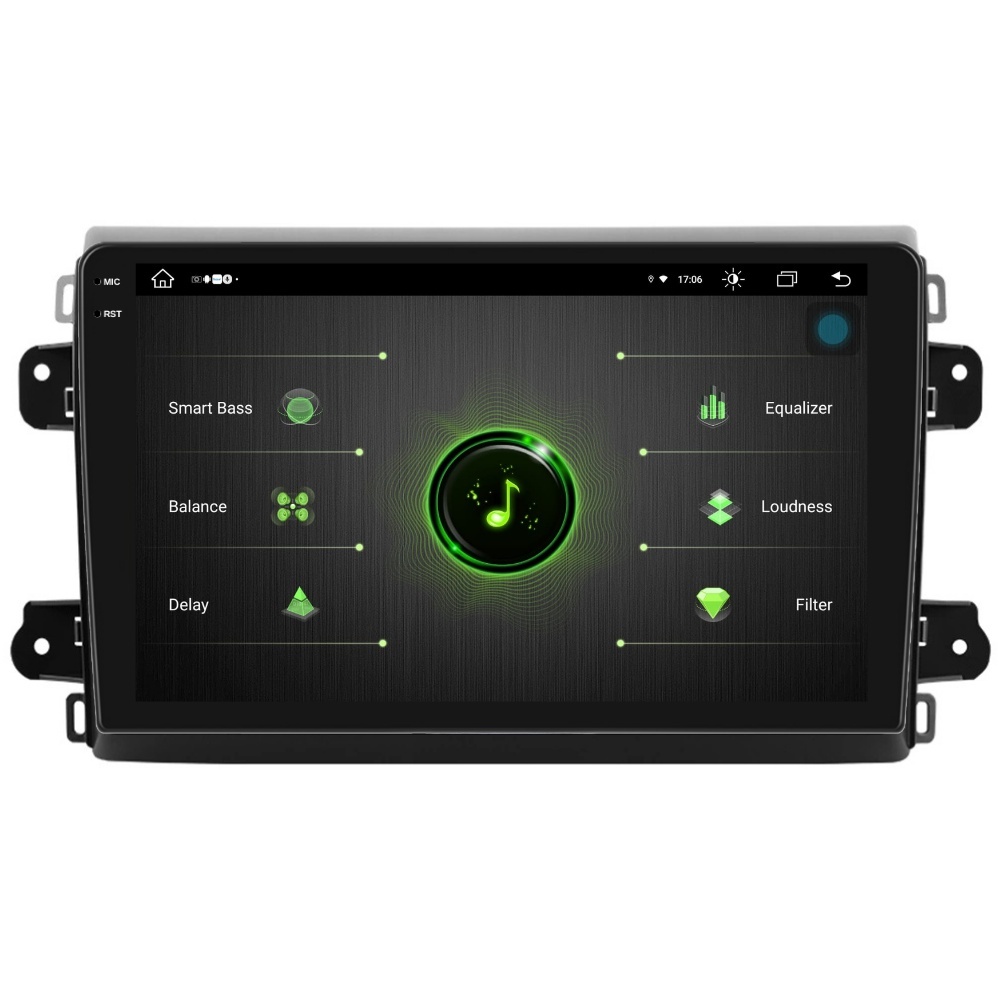 MIC
17:06
RST
Smart Bass
Equalizer
Balance
Loudness
Delay
Filter